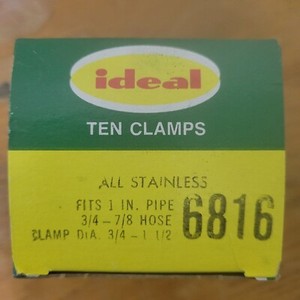 ideal
TEN CLAMPS
ALL STAINLESS
FITS 1 IN. PIPE
3/4 - 7/8 HOSE
CLAMP DIA. 3/4 - 1 1/2
6816